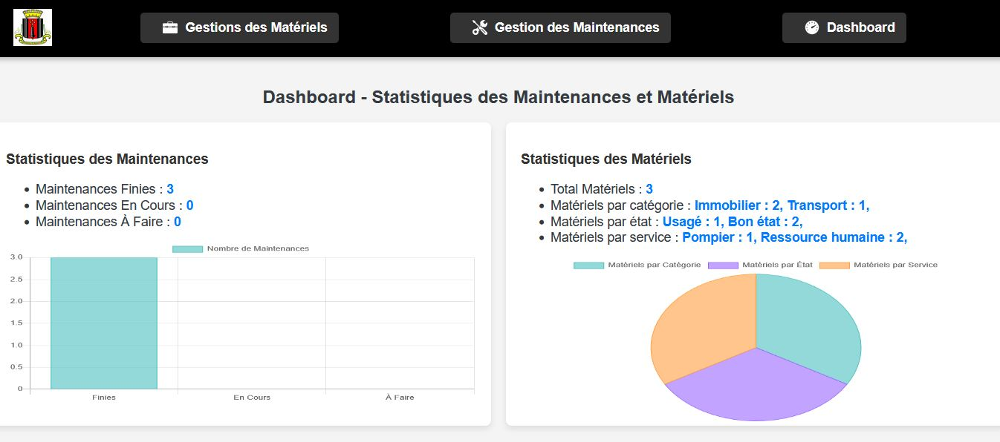 Gestions des Matériels
Gestion des Maintenances
Dashboard
Dashboard - Statistiques des Maintenances et Matériels
Statistiques des Maintenances
Maintenances Finies : 3
Maintenances En Cours : 0
Maintenances À Faire : 0
Nombre de Maintenances
3.0
2.5
2.0
1.5
1.0
0.5
0
Finies
En Cours
À Faire
Statistiques des Matériels
Total Matériels : 3
Matériels par catégorie : Immobilier : 2, Transport : 1,
Matériels par état : Usagé : 1, Bon état : 2,
Matériels par service : Pompier : 1, Ressource humaine : 2,
Matériels par Catégorie
Matériels par État
Matériels par Service